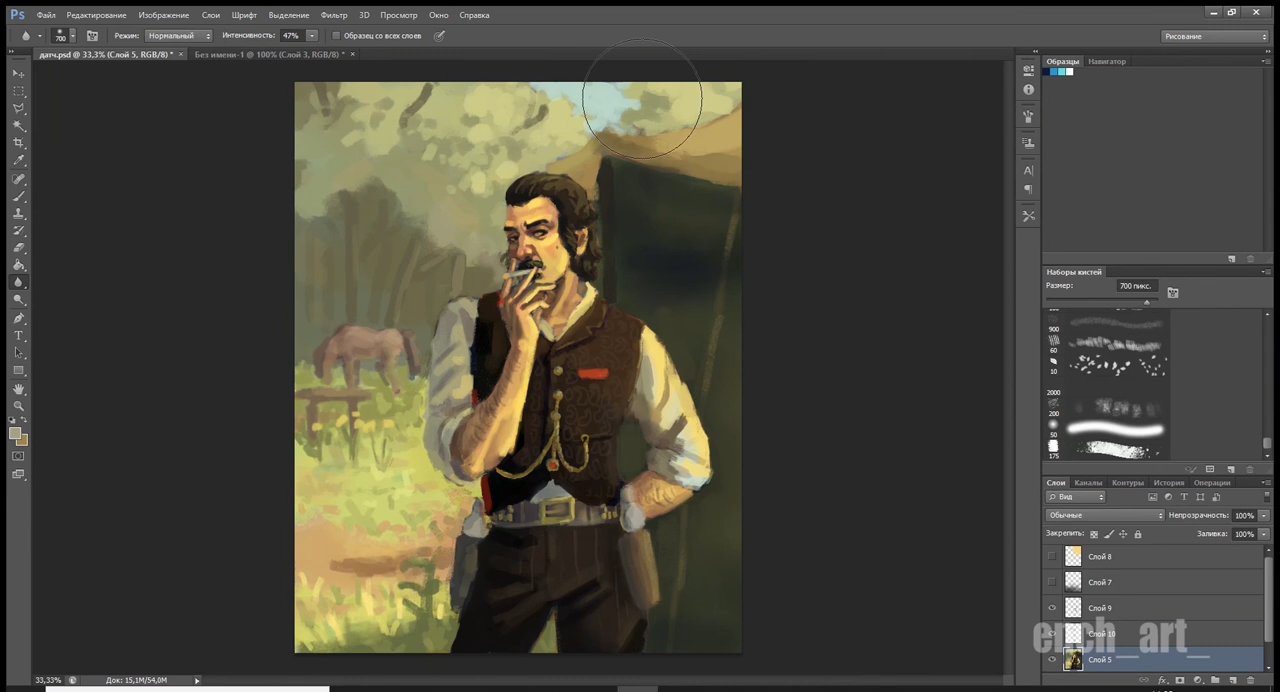 Ps Файл Редактирование Изображение Слои Шрифт Выделение Фильтр 3D Просмотр Окно Справка
700 Режим: Нормальный Интенсивность: 47% Образец со всех слоев Рисование
датч.psd @ 33,3% (Слой 5, RGB/8) * × Без имени-1 @ 100% (Слой 3, RGB/8) * ×
Образцы Навигатор
Наборы кистей
Размер: 700 пикс.
900
60
10
2000
200
50
175
Слои Каналы Контуры История Операции
Вид
Обычные Непрозрачность: 100%
Закрепить: Заливка: 100%
Слой 8
Слой 7
Слой 9
Слой 10
ench_art_
Слой 5
33,33% Док: 15,1M/54,0M